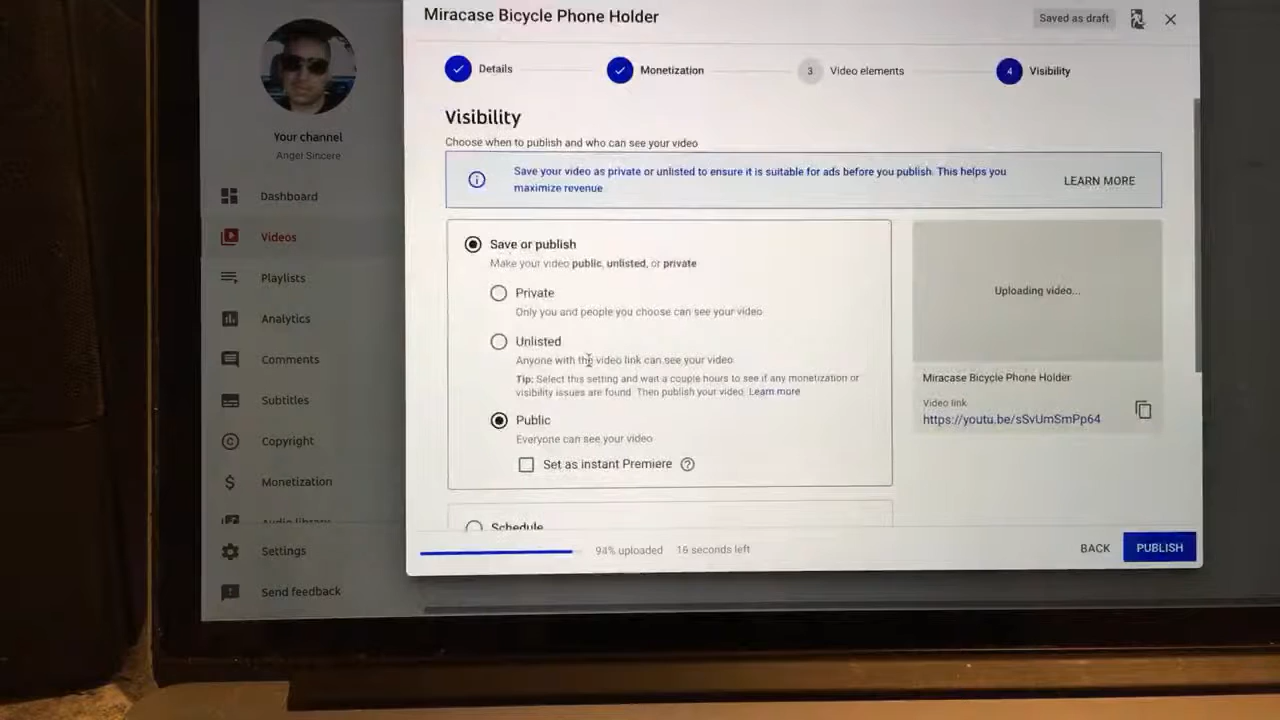 Miracase Bicycle Phone Holder
Saved as draft
Details
Monetization
3 Video elements
4 Visibility
Your channel
Angel Sincere
Dashboard
Videos
Playlists
Analytics
Comments
Subtitles
Copyright
Monetization
Audio library
Settings
Send feedback
Visibility
Choose when to publish and who can see your video
Save your video as private or unlisted to ensure it is suitable for ads before you publish. This helps you
maximize revenue
LEARN MORE
Save or publish
Make your video public, unlisted, or private
Private
Only you and people you choose can see your video
Unlisted
Anyone with the video link can see your video
Tip: Select this setting and wait a couple hours to see if any monetization or
visibility issues are found. Then publish your video. Learn more
Public
Everyone can see your video
Set as instant Premiere
Schedule
Uploading video...
Miracase Bicycle Phone Holder
Video link
https://youtu.be/sSvUmSmPp64
94% uploaded 16 seconds left
BACK
PUBLISH